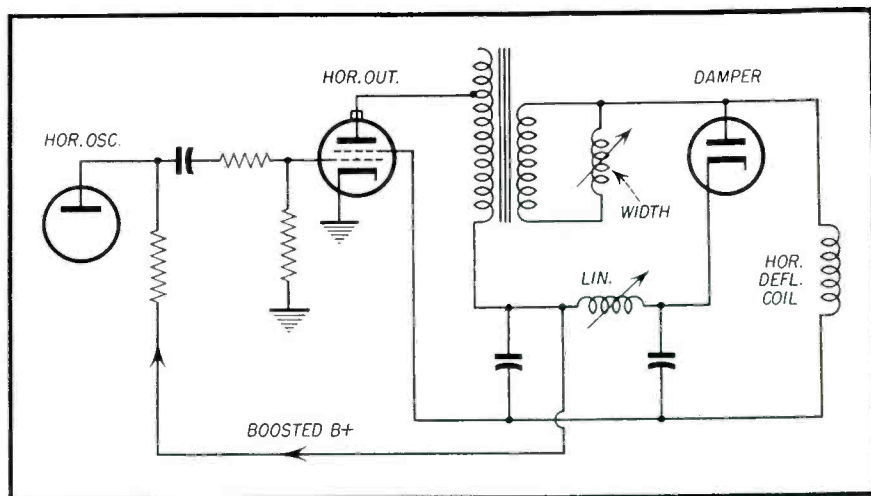 HOR. OUT.
DAMPER
HOR. OSC.
WIDTH
LIN.
HOR.
DEFL.
COIL
BOOSTED B+